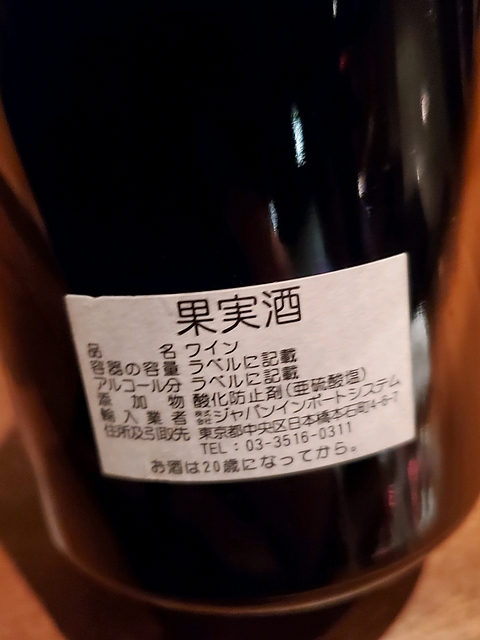 果実酒
品名 ワイン
容器の容量 ラベルに記載
アルコール分 ラベルに記載
添加物 酸化防止剤(亜硫酸塩)
輸入業者 株式会社ジャパンインポートシステム
住所及引取先 東京都中央区日本橋本石町4-6-7
TEL:03-3516-0311
お酒は20歳になってから。